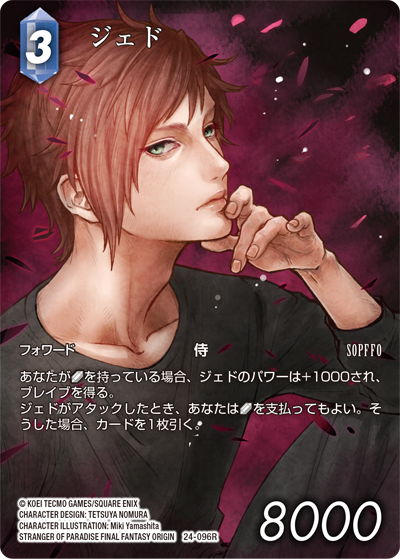 3
ジェド
フォワード 侍 SOPFFO
あなたが を持っている場合、ジェドのパワーは+1000され、
ブレイブを得る。
ジェドがアタックしたとき、あなたは を支払ってもよい。そ
うした場合、カードを1枚引く。
© KOEI TECMO GAMES/SQUARE ENIX
CHARACTER DESIGN: TETSUYA NOMURA
CHARACTER ILLUSTRATION: Miki Yamashita
STRANGER OF PARADISE FINAL FANTASY ORIGIN 24-096R
8000